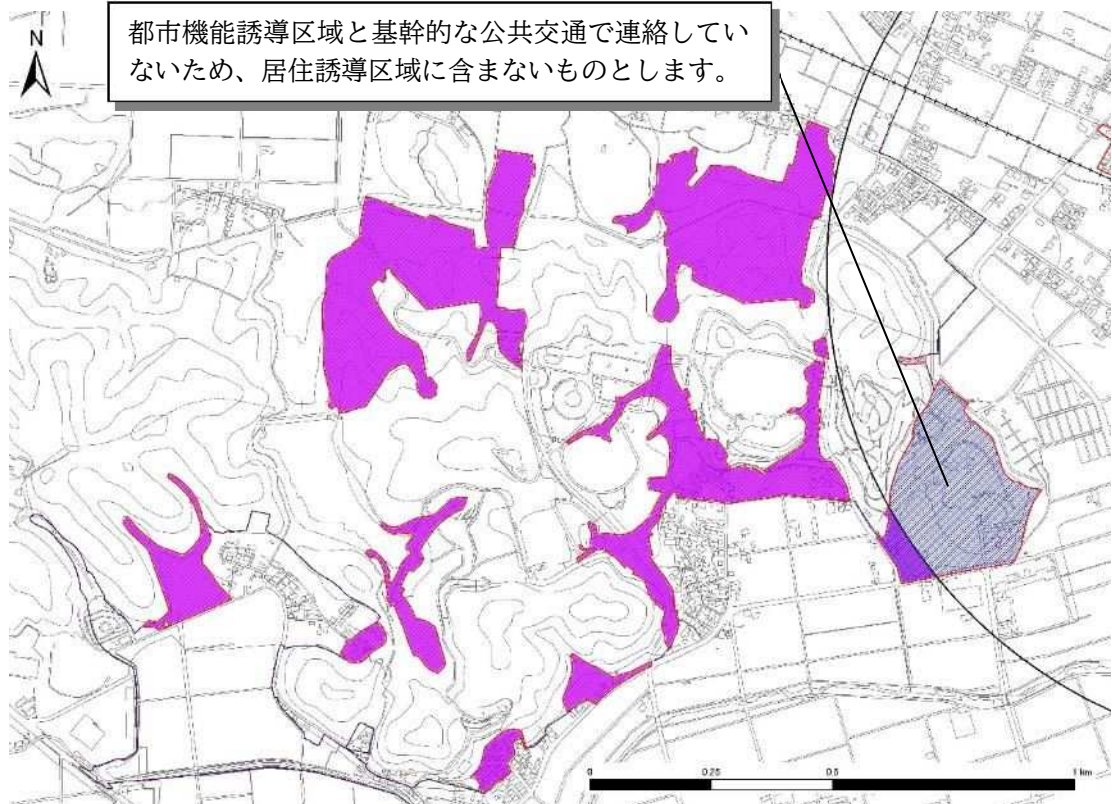 都市機能誘導区域と基幹的な公共交通で連絡してい
ないため、居住誘導区域に含まないものとします。
N
0 0.25 0.5 1 km